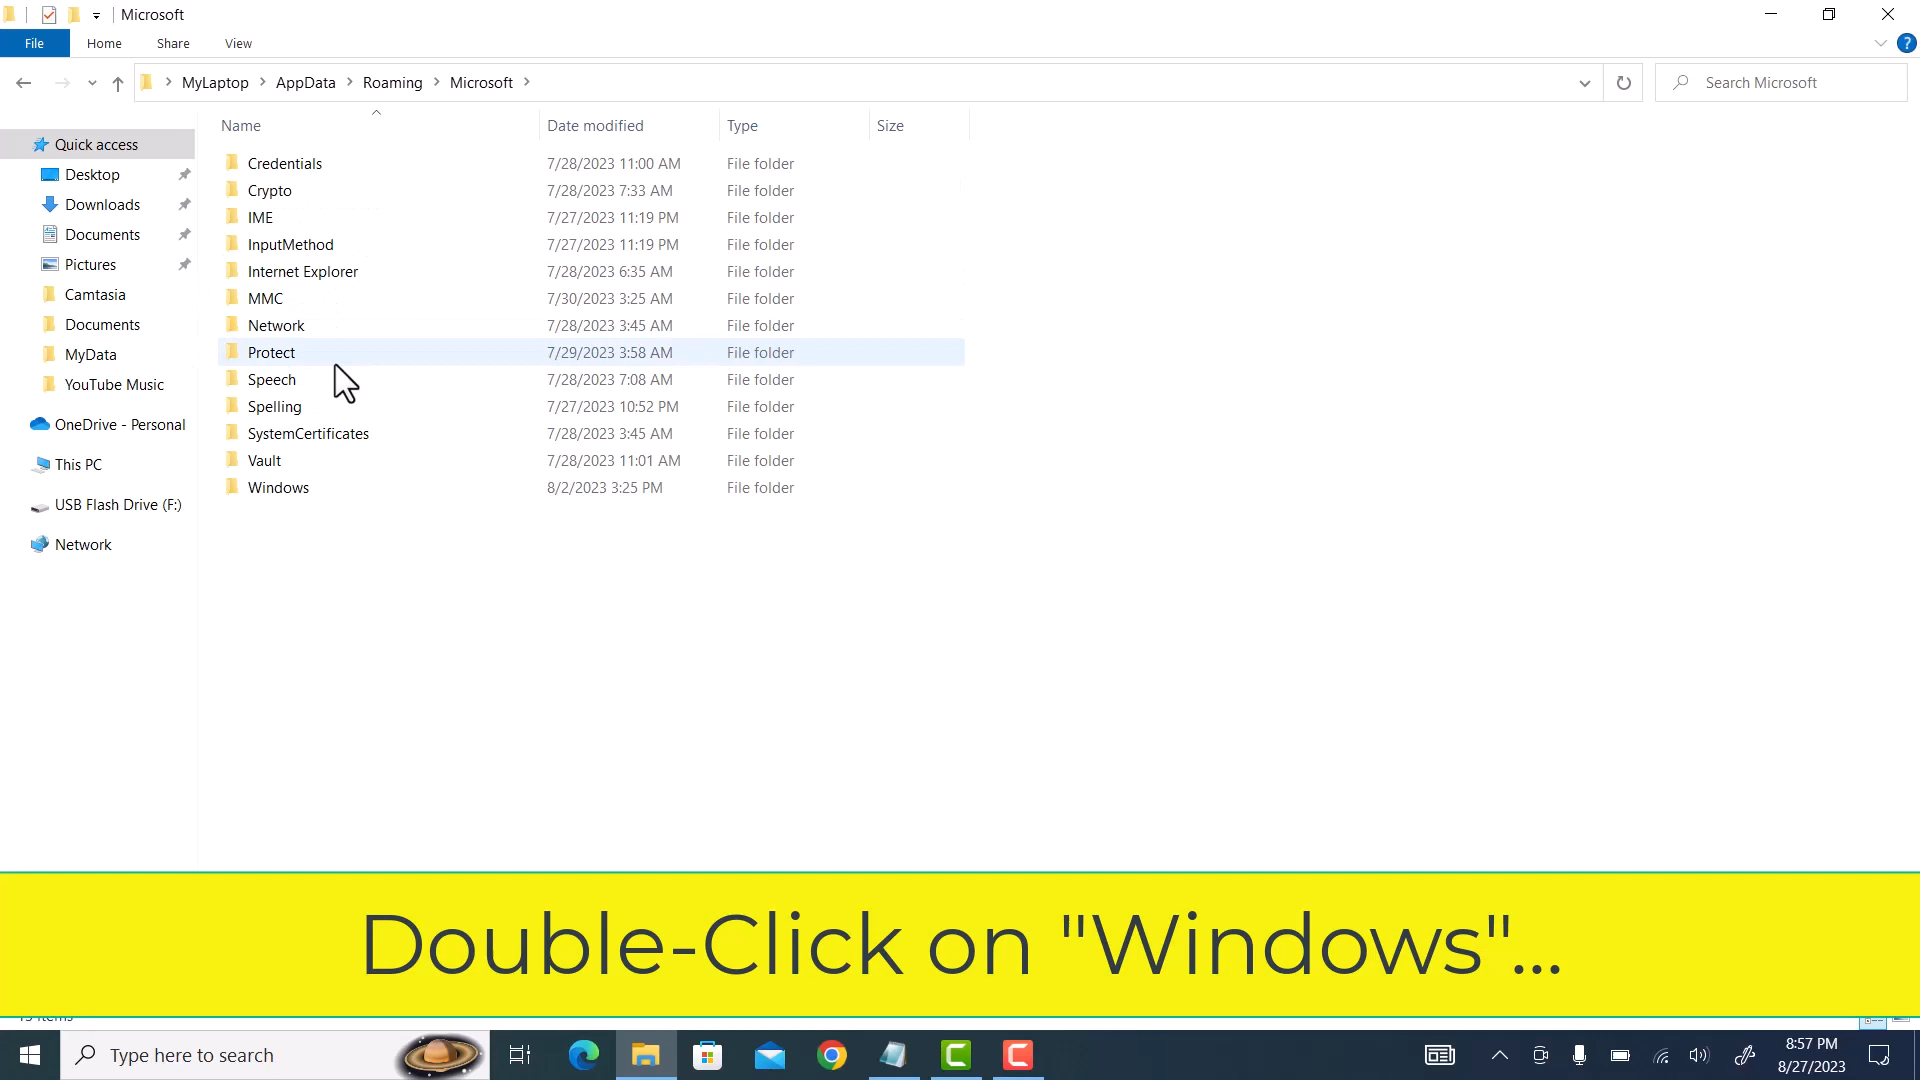 Microsoft
File Home Share View
MyLaptop AppData Roaming Microsoft
Search Microsoft
Name Date modified Type Size
Quick access
Desktop
Downloads
Documents
Pictures
Camtasia
Documents
MyData
YouTube Music
OneDrive - Personal
This PC
USB Flash Drive (F:)
Network
Credentials 7/28/2023 11:00 AM File folder
Crypto 7/28/2023 7:33 AM File folder
IME 7/27/2023 11:19 PM File folder
InputMethod 7/27/2023 11:19 PM File folder
Internet Explorer 7/28/2023 6:35 AM File folder
MMC 7/30/2023 3:25 AM File folder
Network 7/28/2023 3:45 AM File folder
Protect 7/29/2023 3:58 AM File folder
Speech 7/28/2023 7:08 AM File folder
Spelling 7/27/2023 10:52 PM File folder
SystemCertificates 7/28/2023 3:45 AM File folder
Vault 7/28/2023 11:01 AM File folder
Windows 8/2/2023 3:25 PM File folder
Double-Click on "Windows"...
Type here to search
8:57 PM
8/27/2023